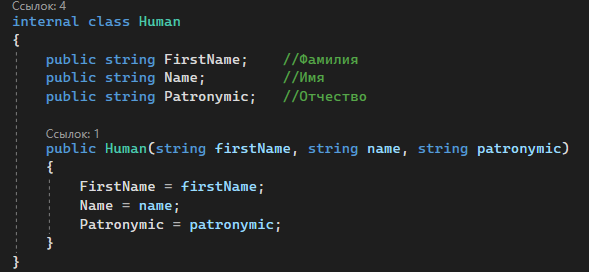 Ссылок: 4
internal class Human
{
public string FirstName; //Фамилия
public string Name; //Имя
public string Patronymic; //Отчество
Ссылок: 1
public Human(string firstName, string name, string patronymic)
{
FirstName = firstName;
Name = name;
Patronymic = patronymic;
}
}